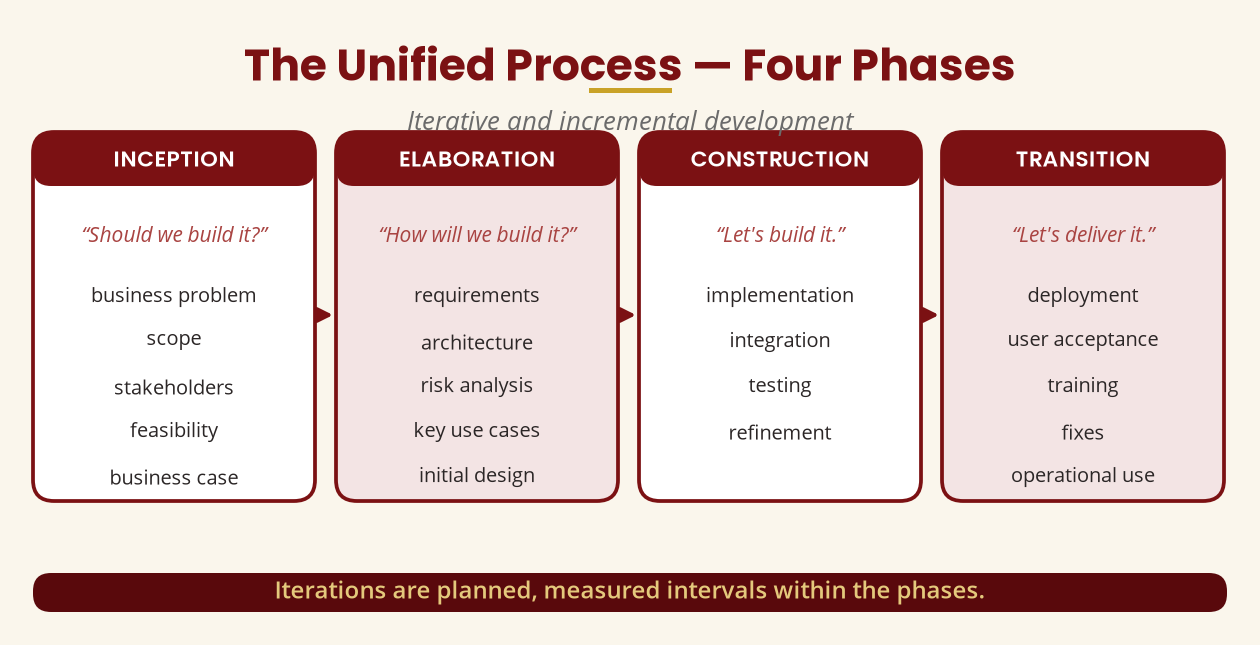 The Unified Process — Four Phases
Iterative and incremental development
INCEPTION
“Should we build it?”
business problem
scope
stakeholders
feasibility
business case
ELABORATION
“How will we build it?”
requirements
architecture
risk analysis
key use cases
initial design
CONSTRUCTION
“Let's build it.”
implementation
integration
testing
refinement
TRANSITION
“Let's deliver it.”
deployment
user acceptance
training
fixes
operational use
Iterations are planned, measured intervals within the phases.